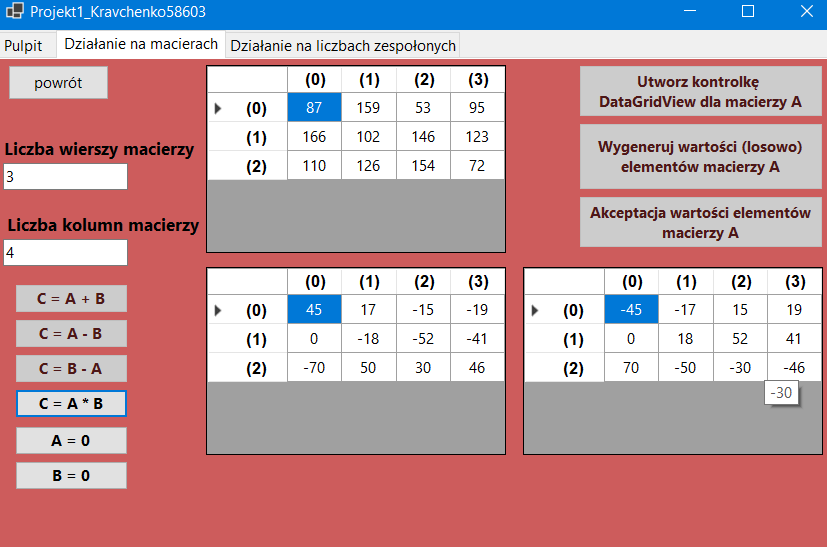 Projekt1_Kravchenko58603
Pulpit Działanie na macierach Działanie na liczbach zespołonych
powrót
Liczba wierszy macierzy
3
Liczba kolumn macierzy
4
C = A + B
C = A - B
C = B - A
C = A * B
A = 0
B = 0
(0) (1) (2) (3)
(0) 87 159 53 95
(1) 166 102 146 123
(2) 110 126 154 72
Utworz kontrolkę
DataGridView dla macierzy A
Wygeneruj wartości (losowo)
elementów macierzy A
Akceptacja wartości elementów
macierzy A
(0) (1) (2) (3)
(0) 45 17 -15 -19
(1) 0 -18 -52 -41
(2) -70 50 30 46
(0) (1) (2) (3)
(0) -45 -17 15 19
(1) 0 18 52 41
(2) 70 -50 -30 -46
-30